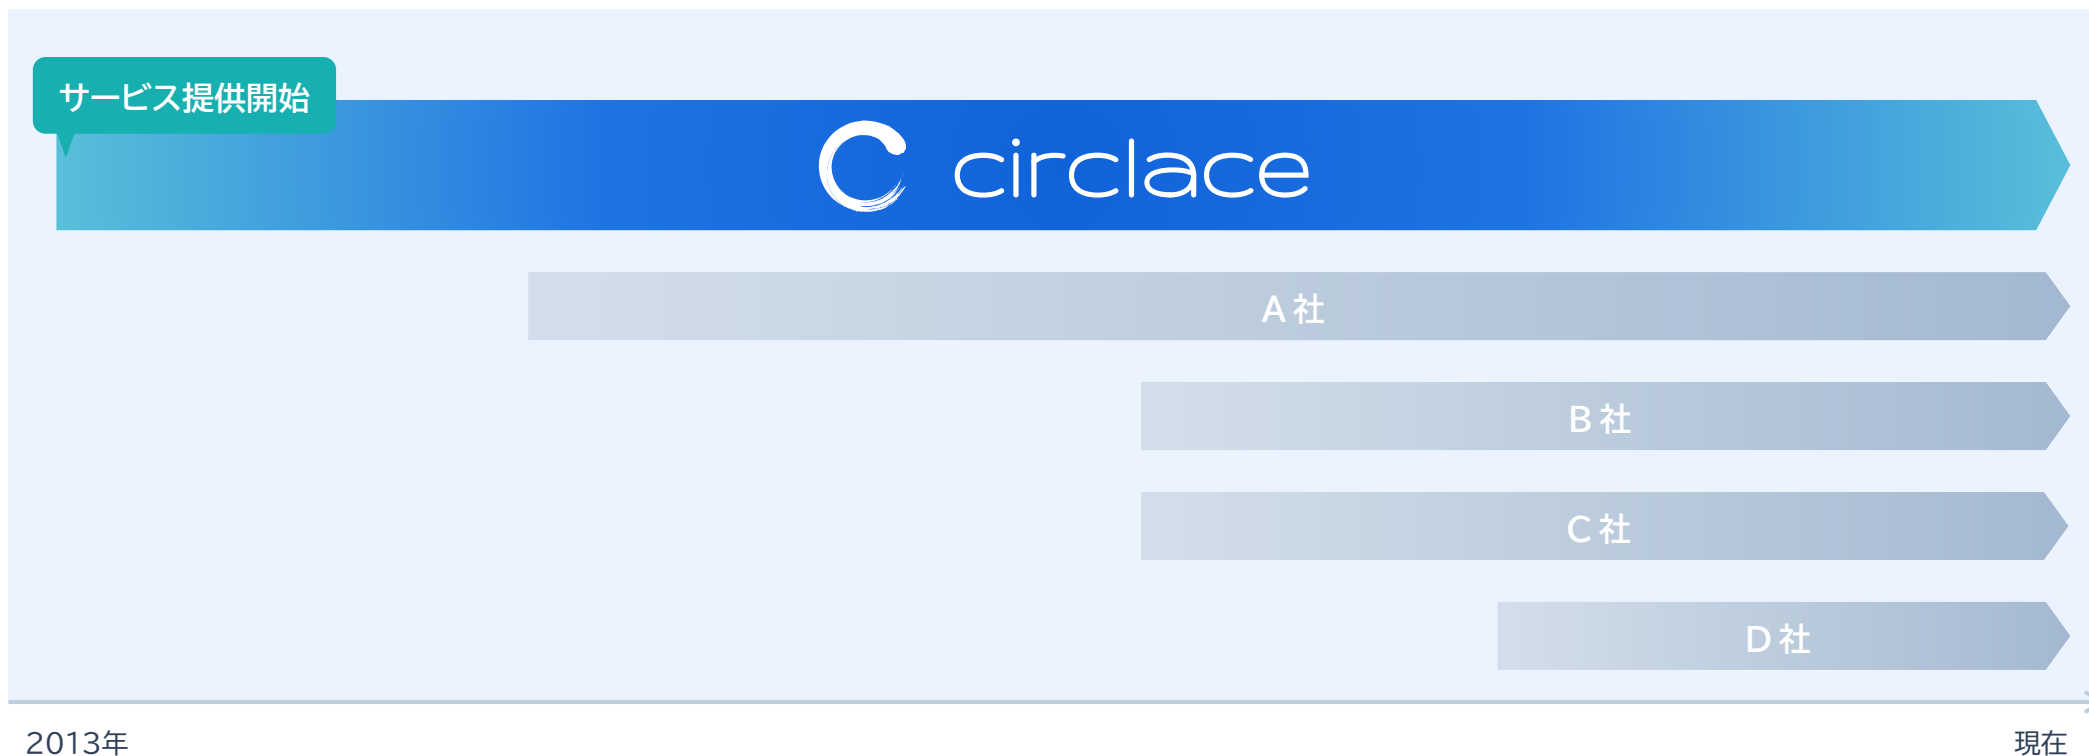 サービス提供開始
circlace
A社
B社
C社
D社
2013年
現在